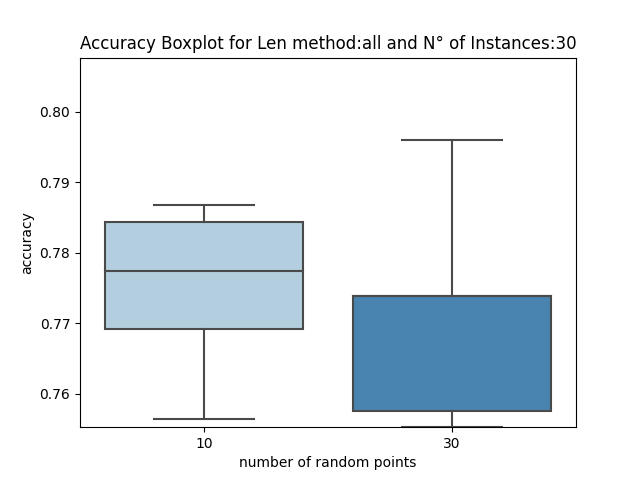 Accuracy Boxplot for Len method:all and N° of Instances:30
0.80
0.79
0.78
0.77
0.76
accuracy
10
30
number of random points